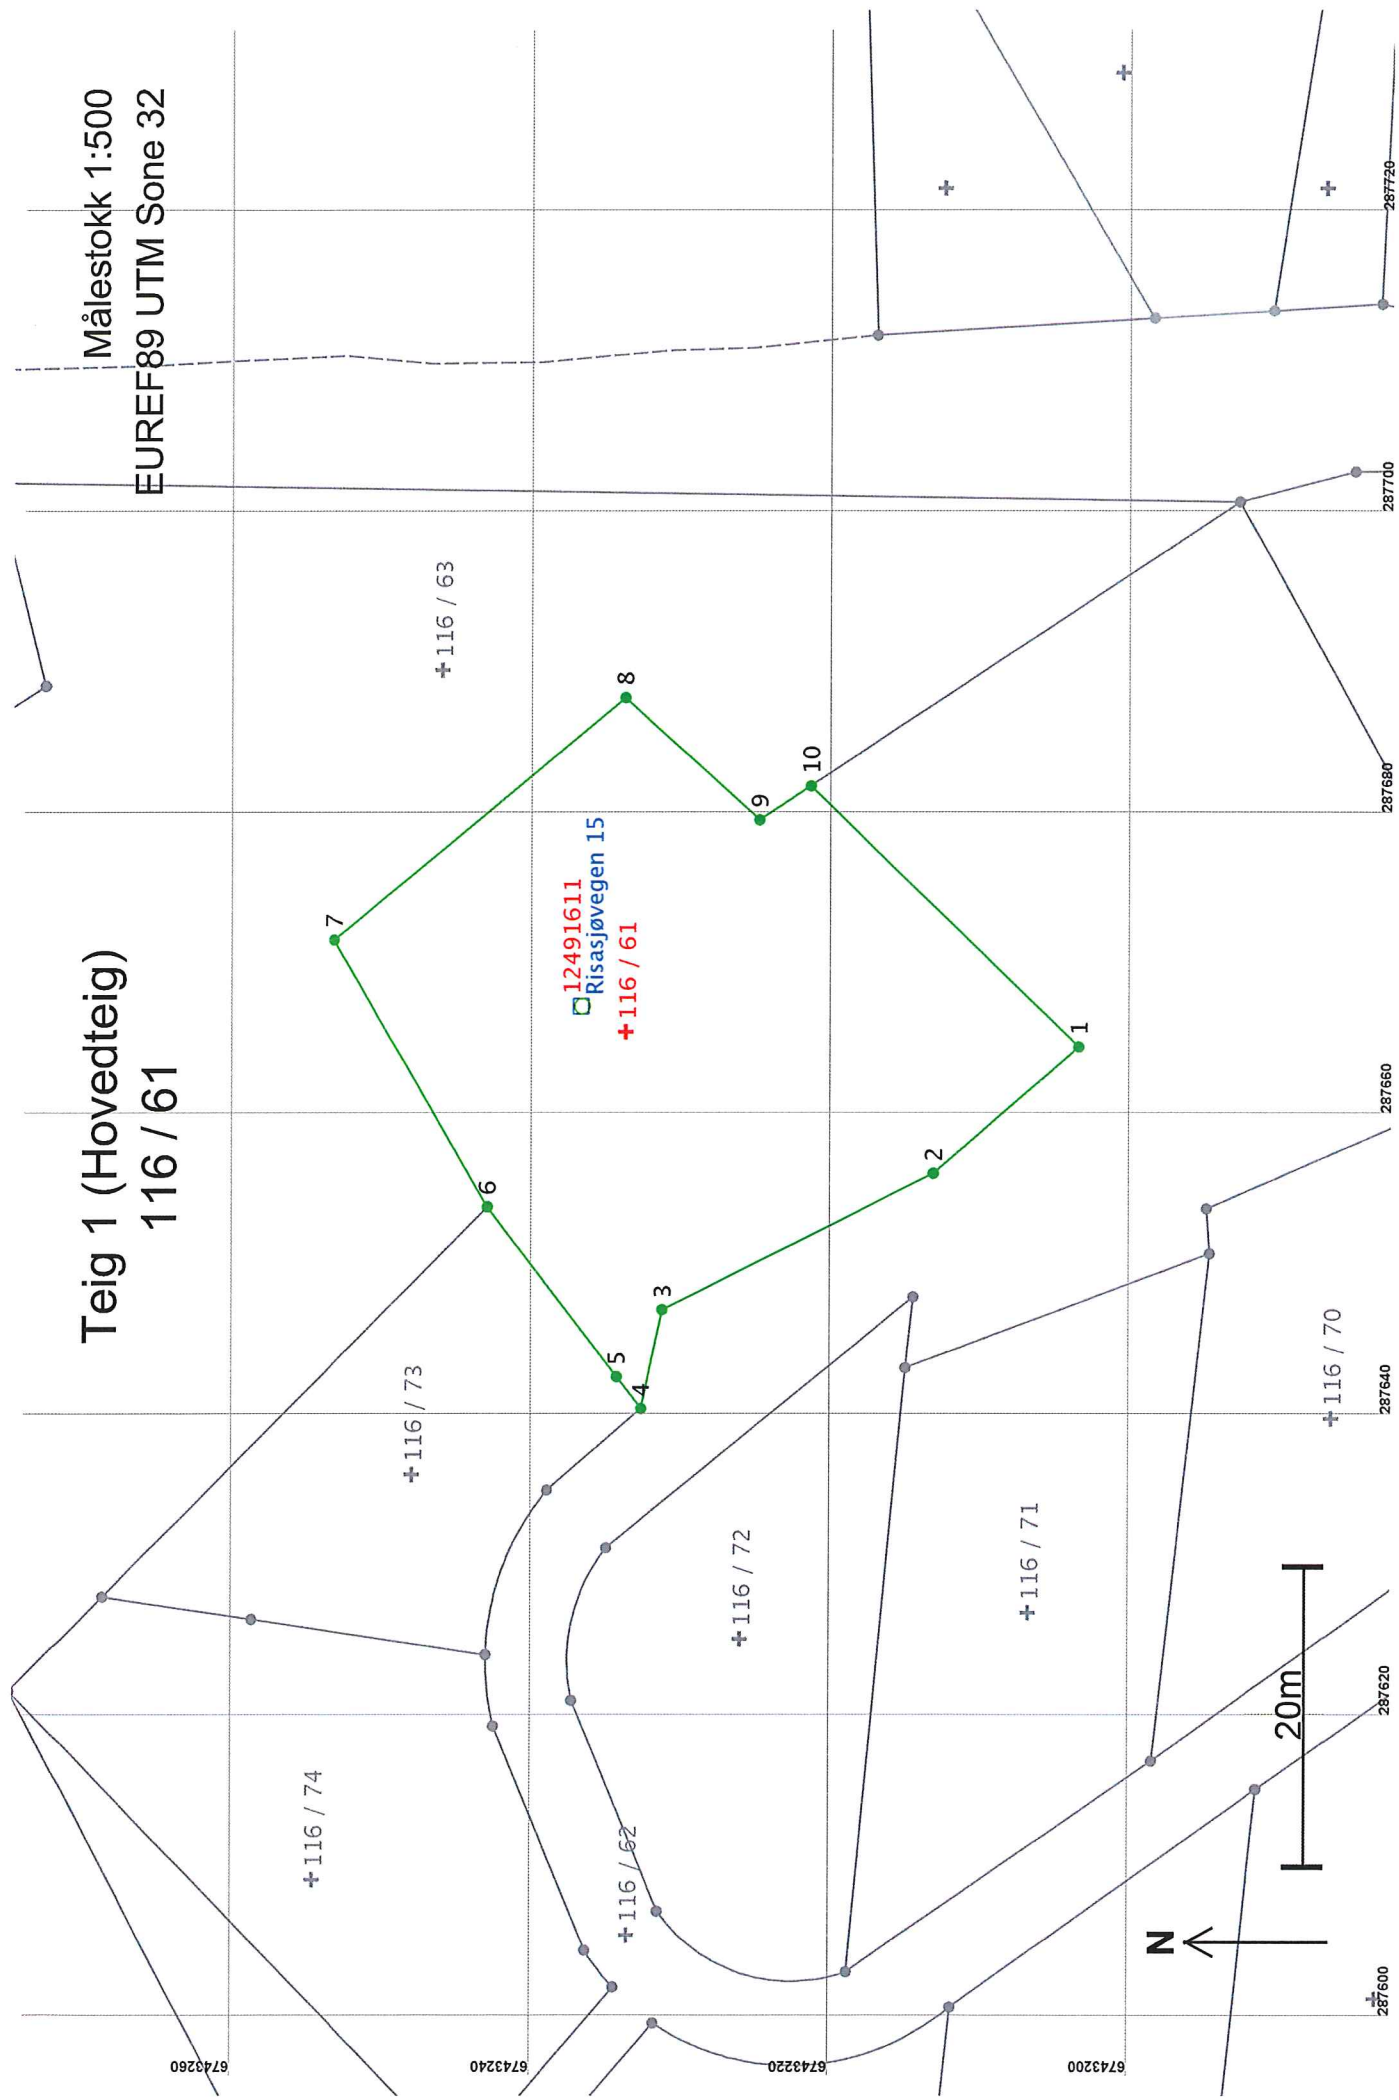 Teig 1 (Hovedteig)
116 / 61
Målestokk 1:500
EUREF89 UTM Sone 32
116 / 63
116 / 73
116 / 74
116 / 62
116 / 72
116 / 71
116 / 70
12491611
Risasjøvegen 15
116 / 61
1
2
3
4
5
6
7
8
9
10
6743260
6743240
6743220
6743200
287600
287620
287640
287660
287680
287700
287720
20m
N